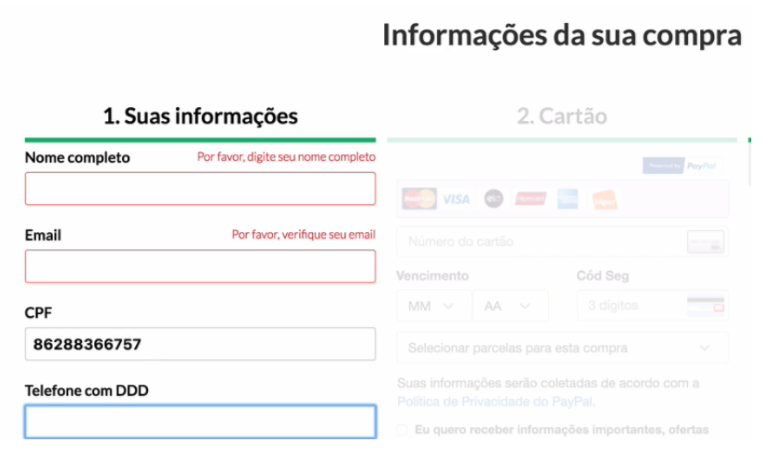 Informações da sua compra
1. Suas informações
2. Cartão
Nome completo
Por favor, digite seu nome completo
Email
Por favor, verifique seu email
CPF
86288366757
Telefone com DDD
Powered by PayPal
VISA
Número do cartão
Vencimento
Cód Seg
MM
AA
3 dígitos
Selecionar parcelas para esta compra
Suas informações serão coletadas de acordo com a
Política de Privacidade do PayPal.
Eu quero receber informações importantes, ofertas